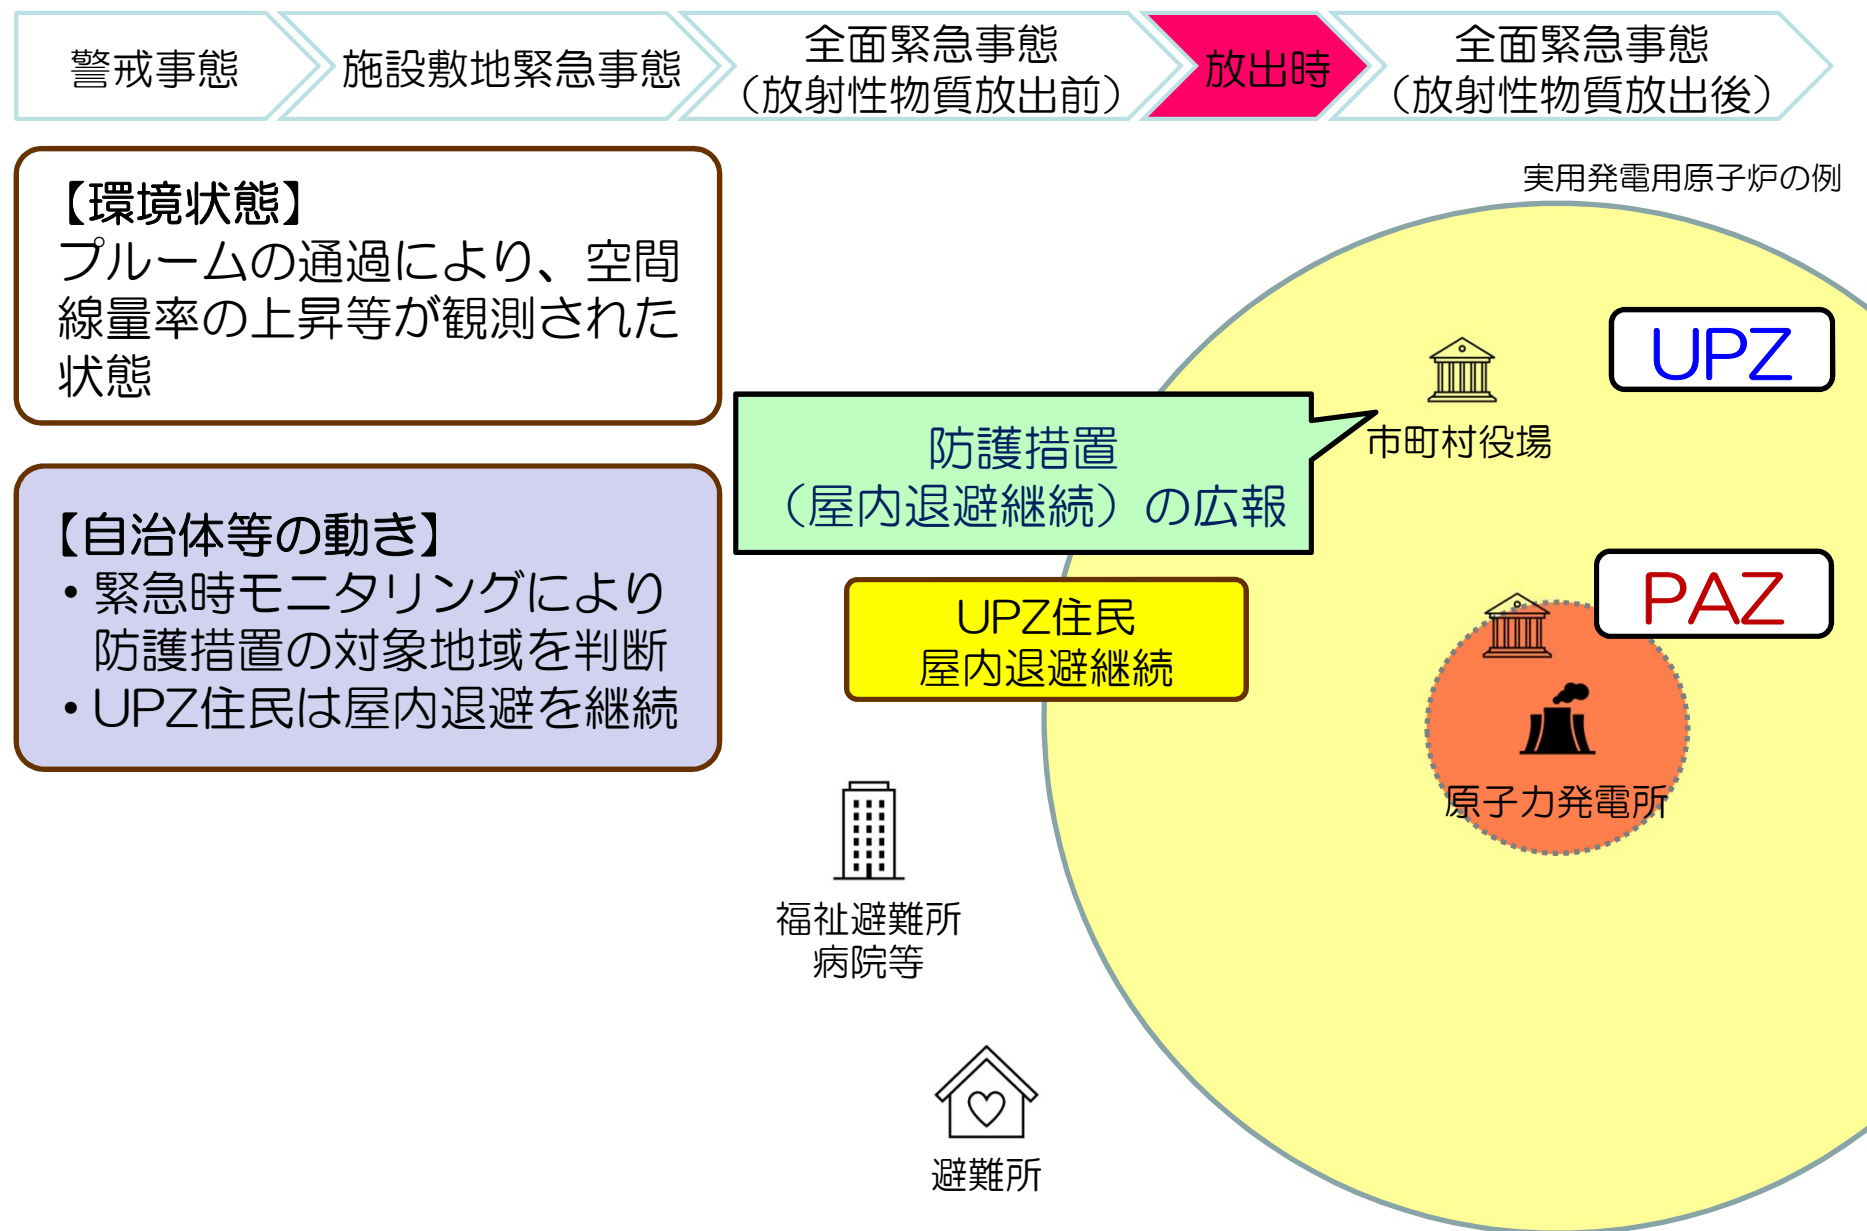 警戒事態
施設敷地緊急事態
全面緊急事態
（放射性物質放出前）
放出時
全面緊急事態
（放射性物質放出後）
【環境状態】
プルームの通過により、空間
線量率の上昇等が観測された
状態
【自治体等の動き】
・緊急時モニタリングにより
防護措置の対象地域を判断
・UPZ住民は屋内退避を継続
実用発電用原子炉の例
UPZ
市町村役場
防護措置
（屋内退避継続）の広報
PAZ
UPZ住民
屋内退避継続
原子力発電所
福祉避難所
病院等
避難所